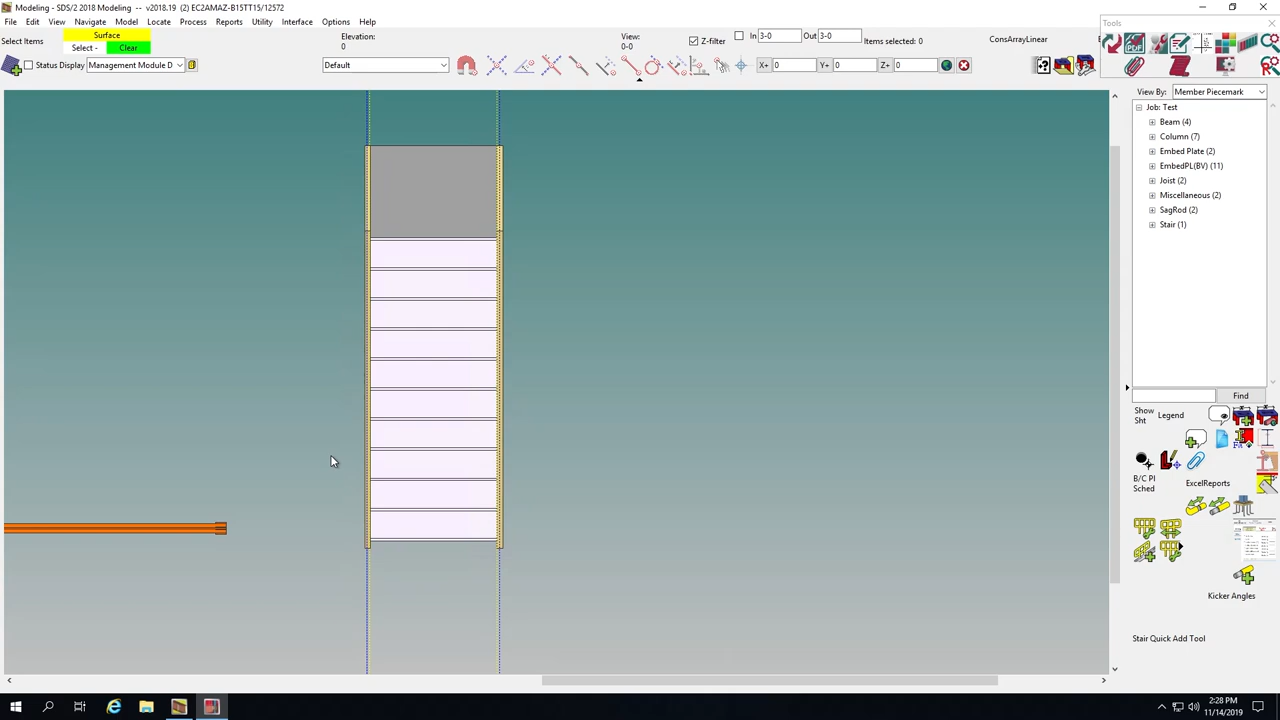 Modeling - SDS/2 2018 Modeling -- v2018.19 (2) EC2AMAZ-B15TT15/12572
File Edit View Navigate Model Locate Process Reports Utility Interface Options Help
Tools
Select Items
Surface
Select -
Clear
Elevation:
0
View:
0-0
Z-filter
In 3-0
Out 3-0
Items selected: 0
ConsArrayLinear
Status Display
Management Module D
Default
X+ 0
Y+ 0
Z+ 0
View By:
Member Piecemark
Job: Test
Beam (4)
Column (7)
Embed Plate (2)
EmbedPL(BV) (11)
Joist (2)
Miscellaneous (2)
SagRod (2)
Stair (1)
Find
Show
Sht
Legend
B/C Pl
Sched
ExcelReports
Kicker Angles
Stair Quick Add Tool
2:28 PM
11/14/2019